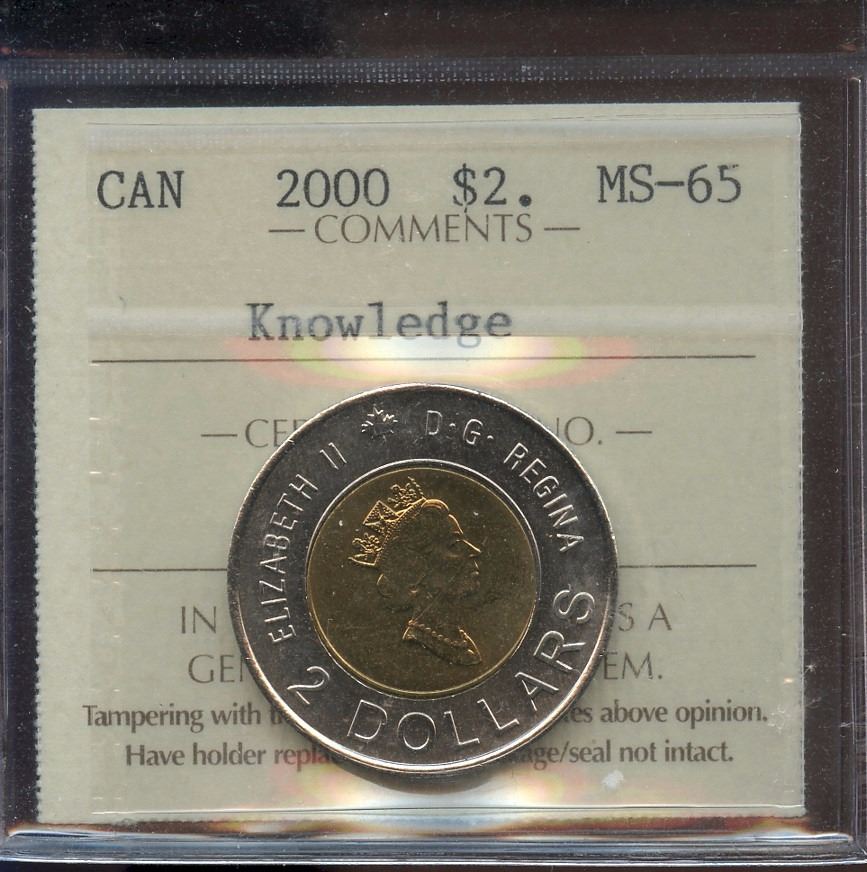 CAN 2000 $2. MS-65
— COMMENTS —
Knowledge
— CE NO. —
ELIZABETH II D·G· REGINA
2 DOLLARS
IN S A
GEN EM.
Tampering with es above opinion.
Have holder repla age/seal not intact.